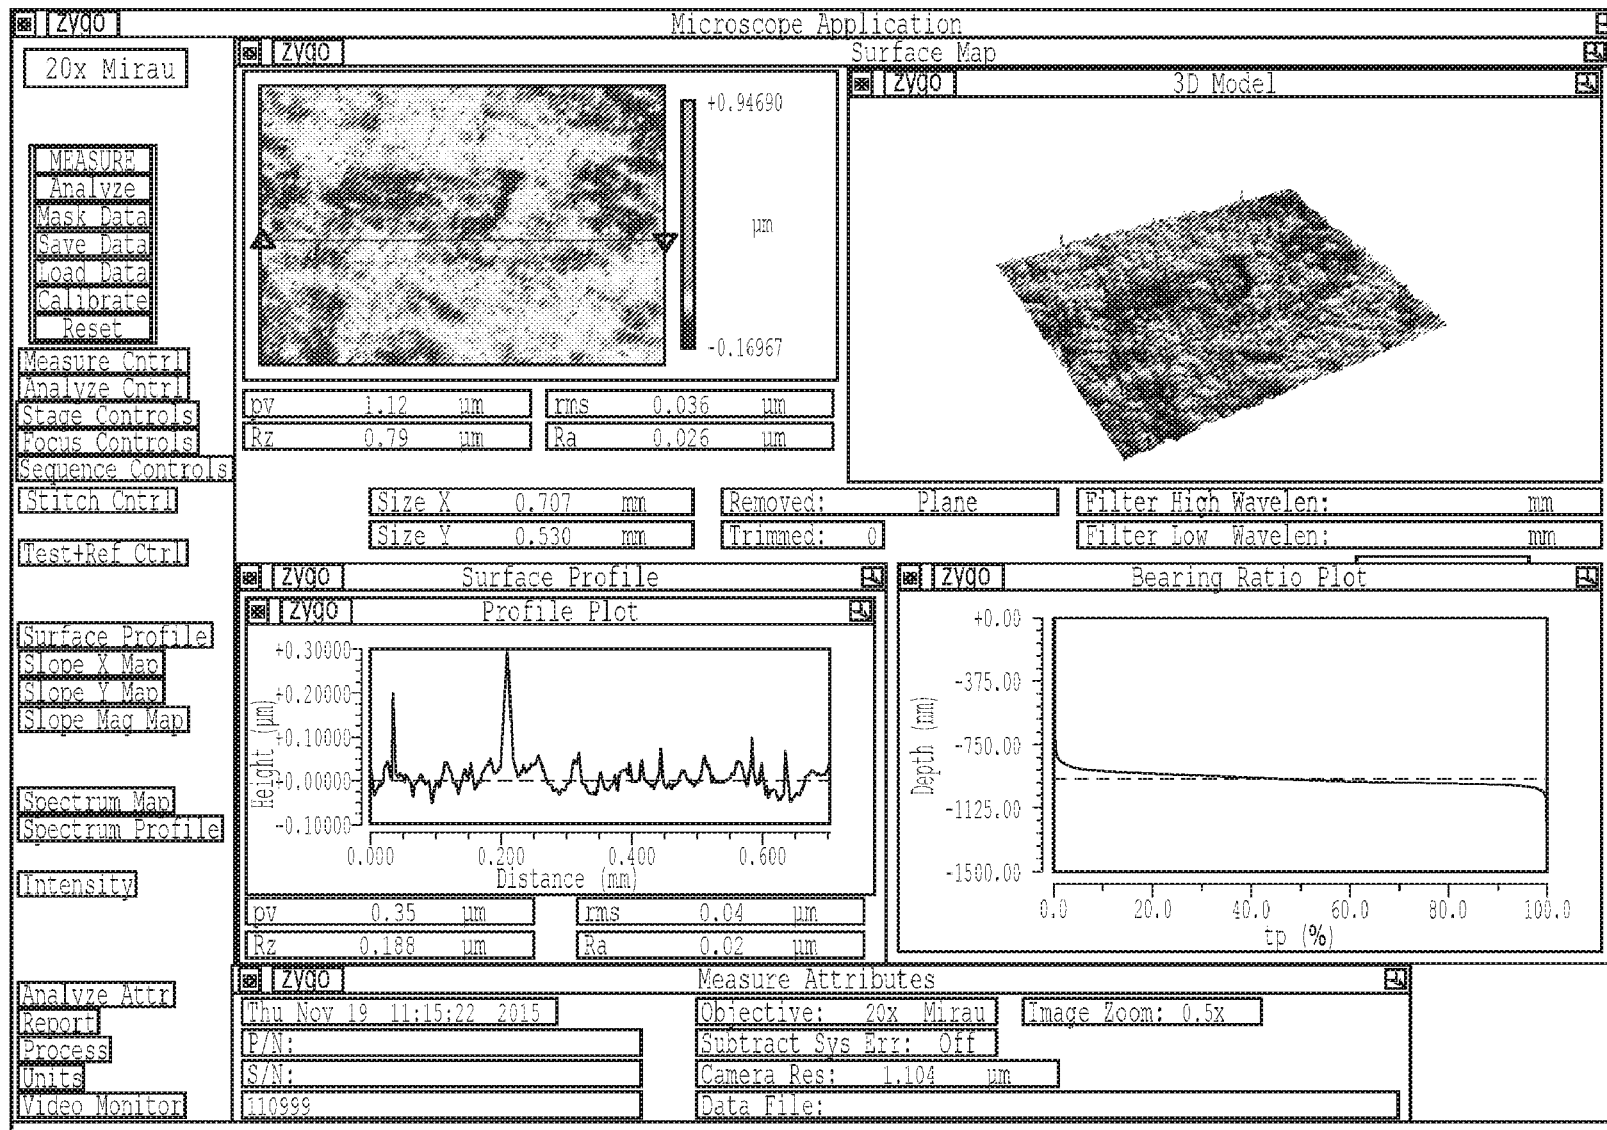 zygo Microscope Application
20x Mirau
MEASURE
Analyze
Mask Data
Save Data
Load Data
Calibrate
Reset
Measure Cntrl
Analyze Cntrl
Stage Controls
Focus Controls
Sequence Controls
Stitch Cntrl
Test+Ref Ctrl
Surface Profile
Slope X Map
Slope Y Map
Slope Mag Map
Spectrum Map
Spectrum Profile
Intensity
Analyze Attr
Report
Process
Units
Video Monitor
zygo Surface Map
+0.94690
µm
-0.16967
zygo 3D Model
pv 1.12 µm rms 0.036 µm
Rz 0.79 µm Ra 0.026 µm
Size X 0.707 mm Removed: Plane Filter High Wavelen: mm
Size Y 0.530 mm Trimmed: 0 Filter Low Wavelen: mm
zygo Surface Profile
zygo Profile Plot
+0.30000
+0.20000
+0.10000
+0.00000
-0.10000
Height (µm)
0.000 0.200 0.400 0.600
Distance (mm)
pv 0.35 µm rms 0.04 µm
Rz 0.188 µm Ra 0.02 µm
zygo Bearing Ratio Plot
+0.00
-375.00
-750.00
-1125.00
-1500.00
Depth (nm)
0.0 20.0 40.0 60.0 80.0 100.0
tp (%)
zygo Measure Attributes
Thu Nov 19 11:15:22 2015 Objective: 20x Mirau Image Zoom: 0.5x
P/N: Subtract Sys Err: Off
S/N: Camera Res: 1.104 µm
110999 Data File: